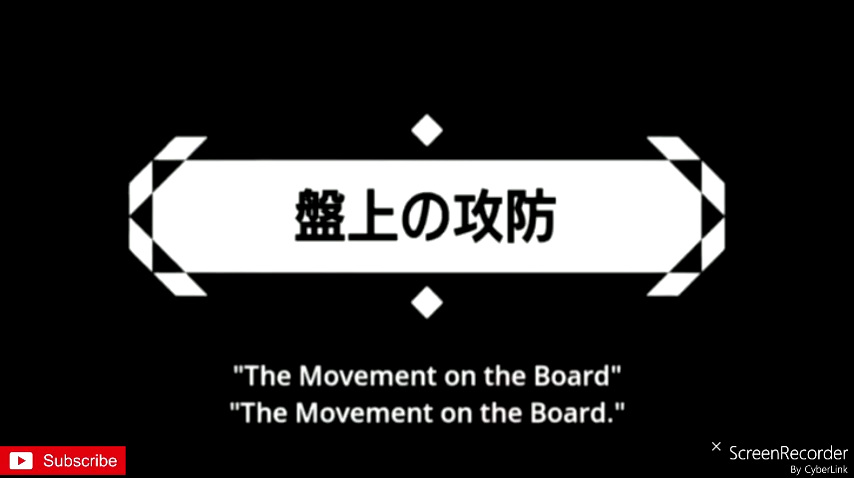 盤上の攻防
"The Movement on the Board"
"The Movement on the Board."
Subscribe
× ScreenRecorder
By CyberLink